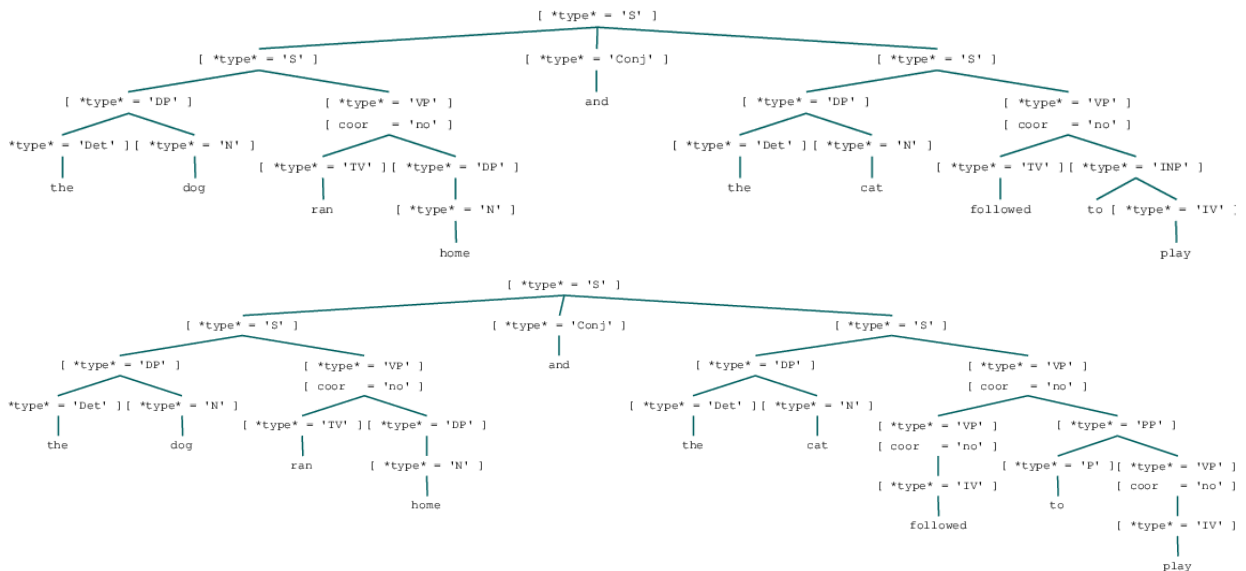 [ *type* = 'S' ]
[ *type* = 'S' ] [ *type* = 'Conj' ] [ *type* = 'S' ]
[ *type* = 'DP' ] [ *type* = 'VP' ] and [ *type* = 'DP' ] [ *type* = 'VP' ]
[ coor = 'no' ] [ coor = 'no' ]
*type* = 'Det' ] [ *type* = 'N' ] [ *type* = 'Det' ] [ *type* = 'N' ]
[ *type* = 'TV' ] [ *type* = 'DP' ] [ *type* = 'TV' ] [ *type* = 'INP' ]
the dog the cat
ran [ *type* = 'N' ] followed to [ *type* = 'IV' ]
home play
[ *type* = 'S' ]
[ *type* = 'S' ] [ *type* = 'Conj' ] [ *type* = 'S' ]
[ *type* = 'DP' ] [ *type* = 'VP' ] and [ *type* = 'DP' ] [ *type* = 'VP' ]
[ coor = 'no' ] [ coor = 'no' ]
*type* = 'Det' ] [ *type* = 'N' ] [ *type* = 'Det' ] [ *type* = 'N' ]
[ *type* = 'TV' ] [ *type* = 'DP' ] [ *type* = 'VP' ] [ *type* = 'PP' ]
the dog the cat [ coor = 'no' ]
ran [ *type* = 'N' ] [ *type* = 'P' ] [ *type* = 'VP' ]
[ *type* = 'IV' ] [ coor = 'no' ]
home to
followed [ *type* = 'IV' ]
play